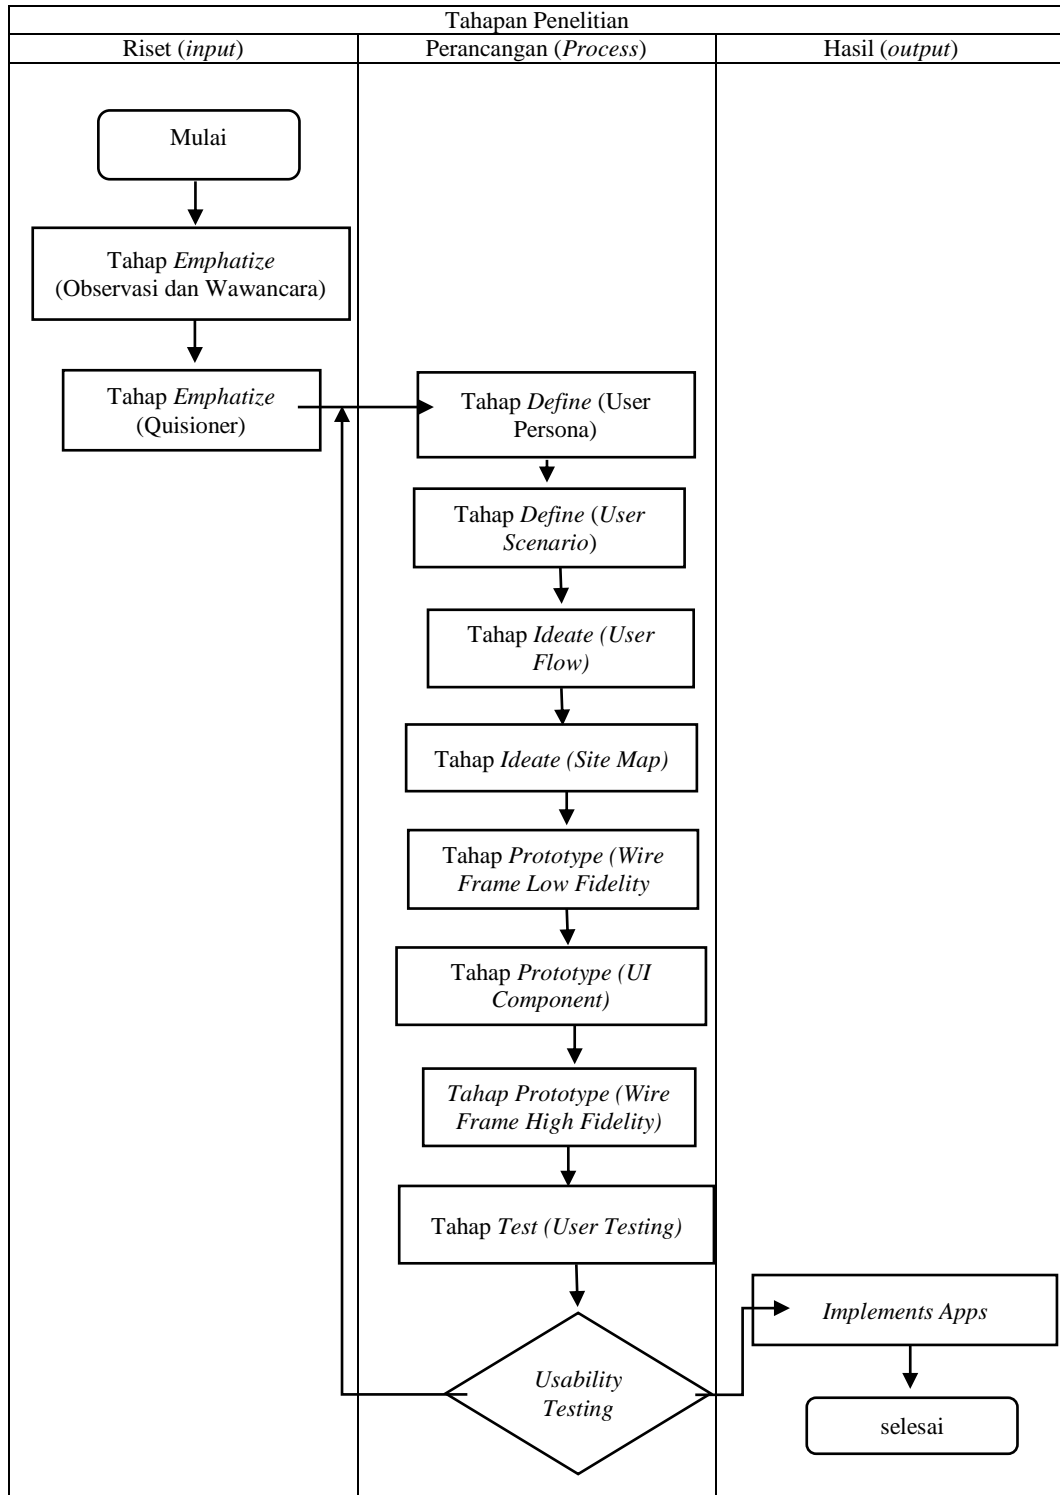 Tahapan Penelitian
Riset (input)
Perancangan (Process)
Hasil (output)
Mulai
Tahap Emphatize
(Observasi dan Wawancara)
Tahap Emphatize
(Quisioner)
Tahap Define (User
Persona)
Tahap Define (User
Scenario)
Tahap Ideate (User
Flow)
Tahap Ideate (Site Map)
Tahap Prototype (Wire
Frame Low Fidelity
Tahap Prototype (UI
Component)
Tahap Prototype (Wire
Frame High Fidelity)
Tahap Test (User Testing)
Usability
Testing
Implements Apps
selesai